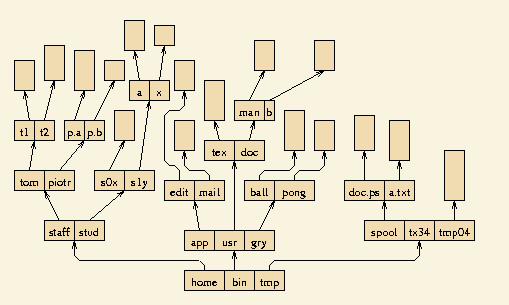 a x
man b
t1 t2 p.a p.b
tex doc
tom piotr s0x s1y edit mail ball pong doc.ps a.txt
staff stud app usr gry spool tx34 tmp04
home bin tmp